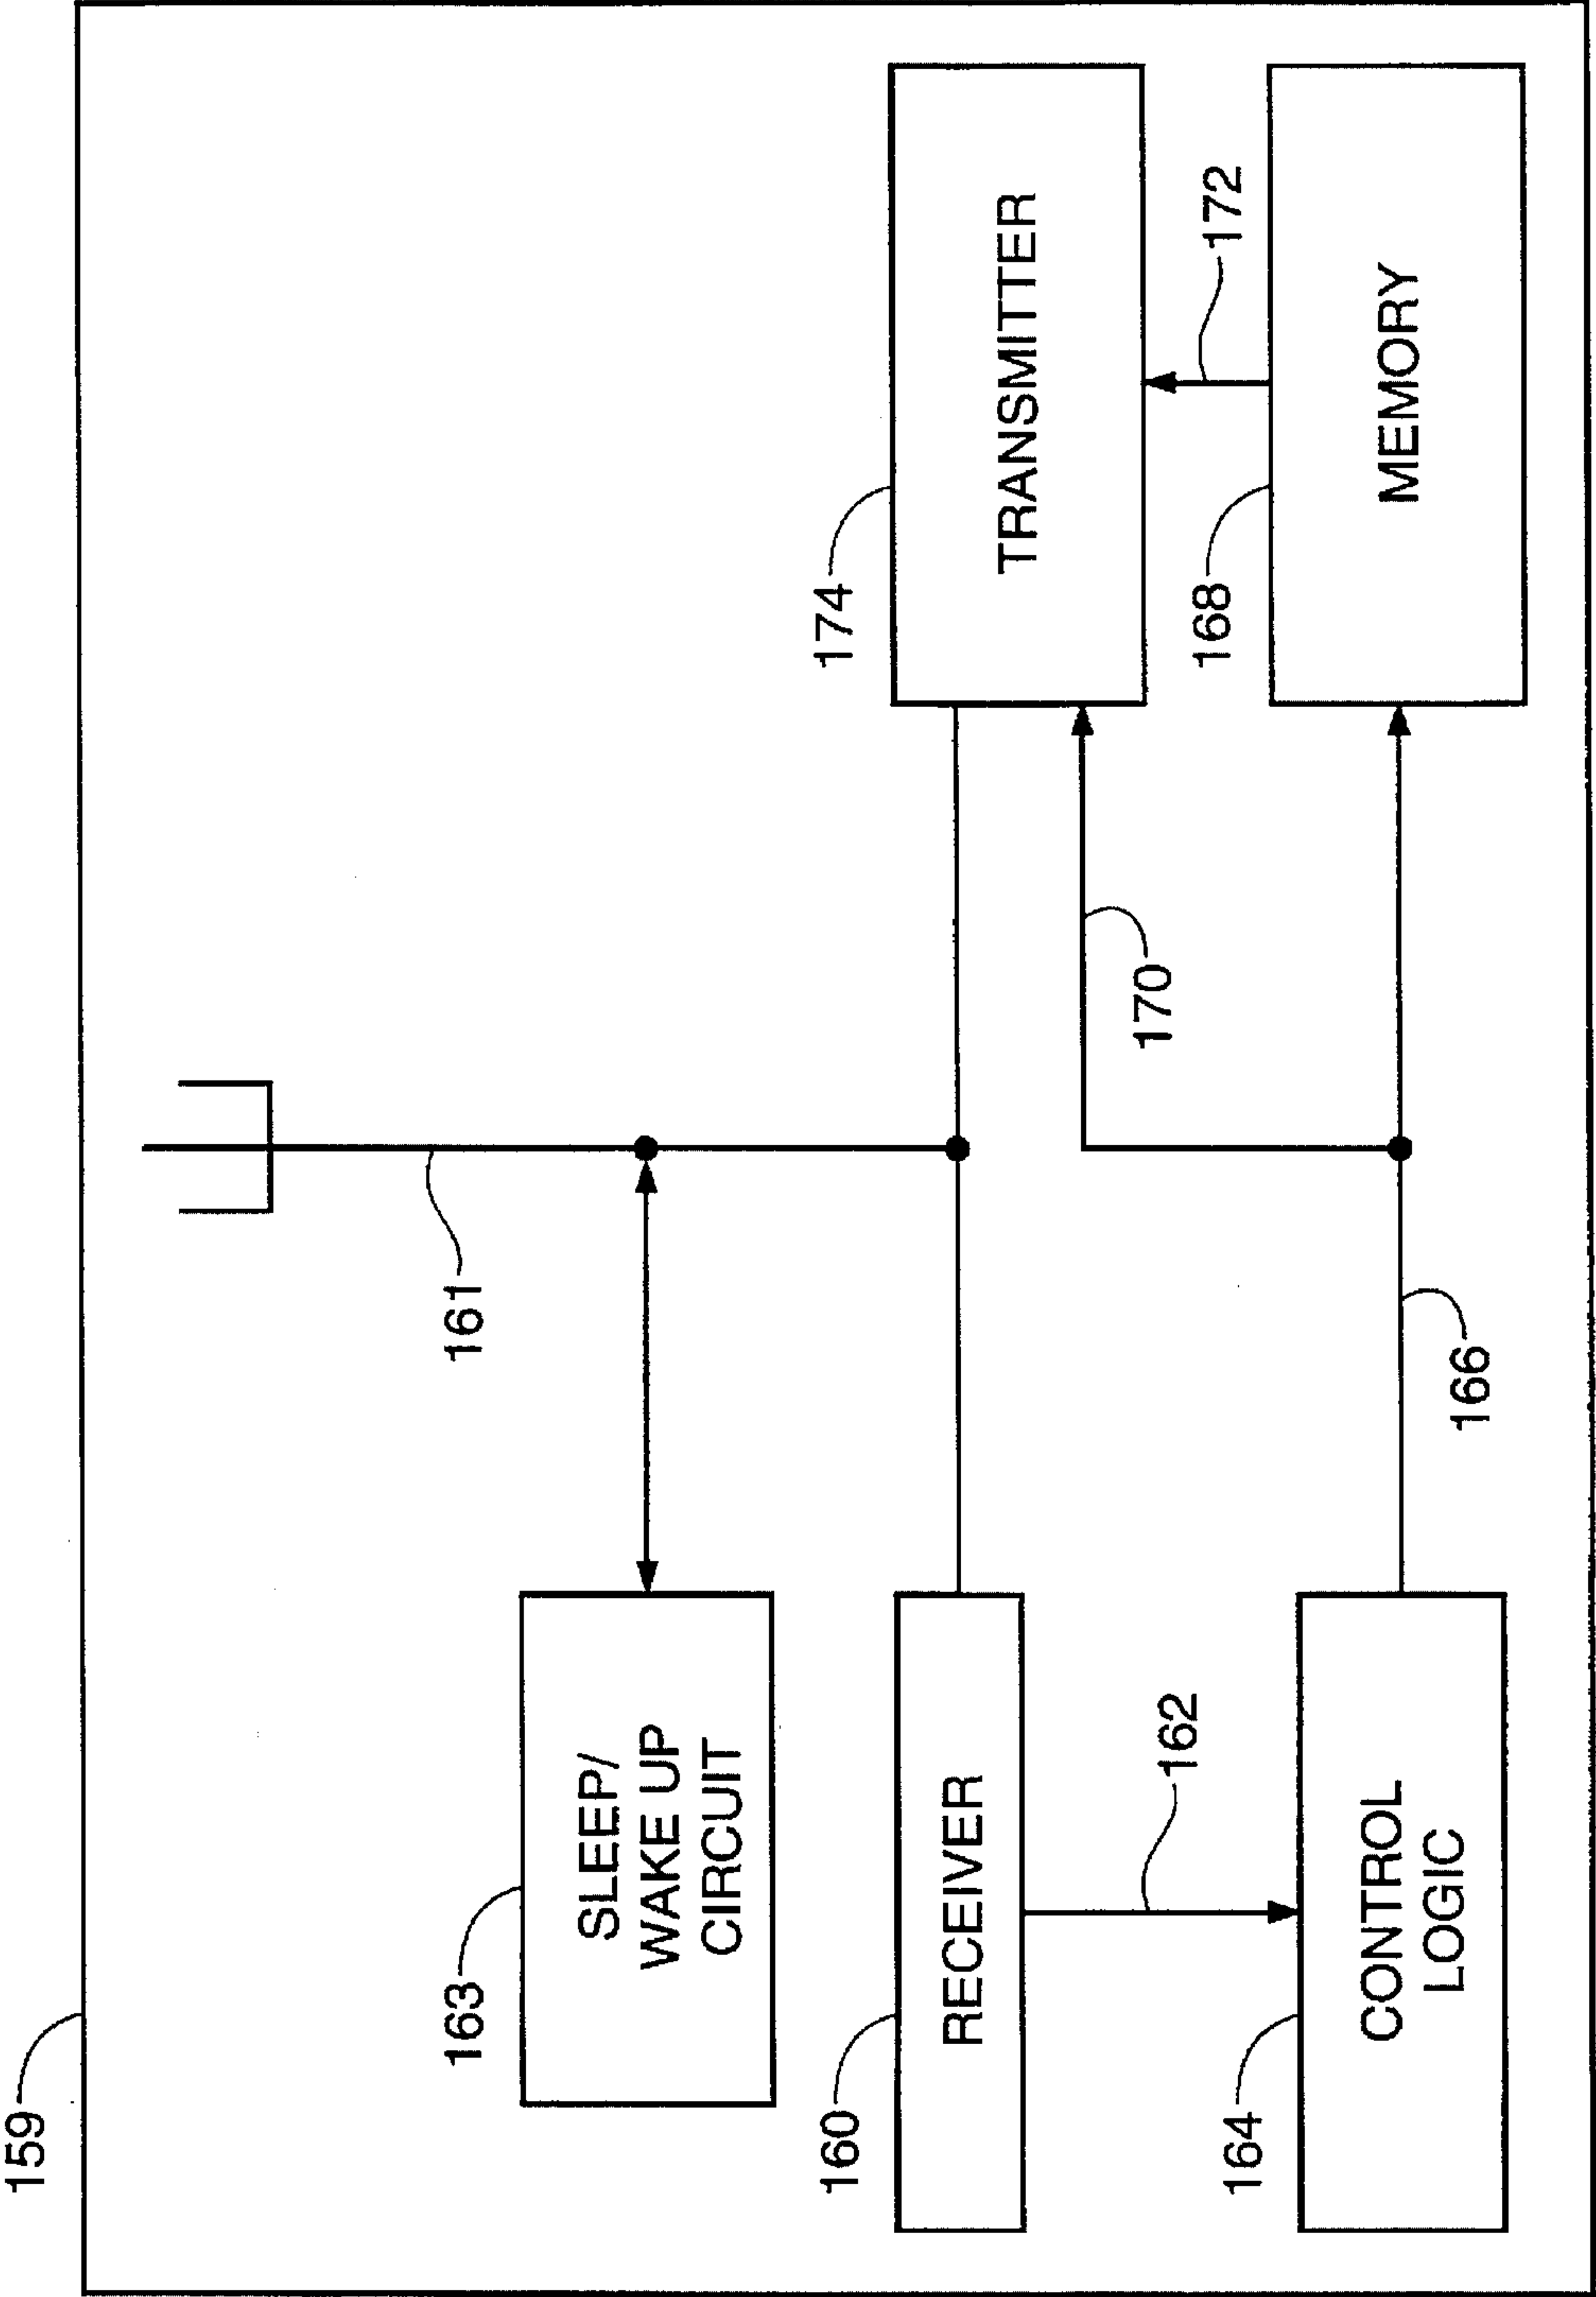 159
161
163
SLEEP/
WAKE UP
CIRCUIT
160
RECEIVER
174
TRANSMITTER
170
162
172
164
CONTROL
LOGIC
166
168
MEMORY